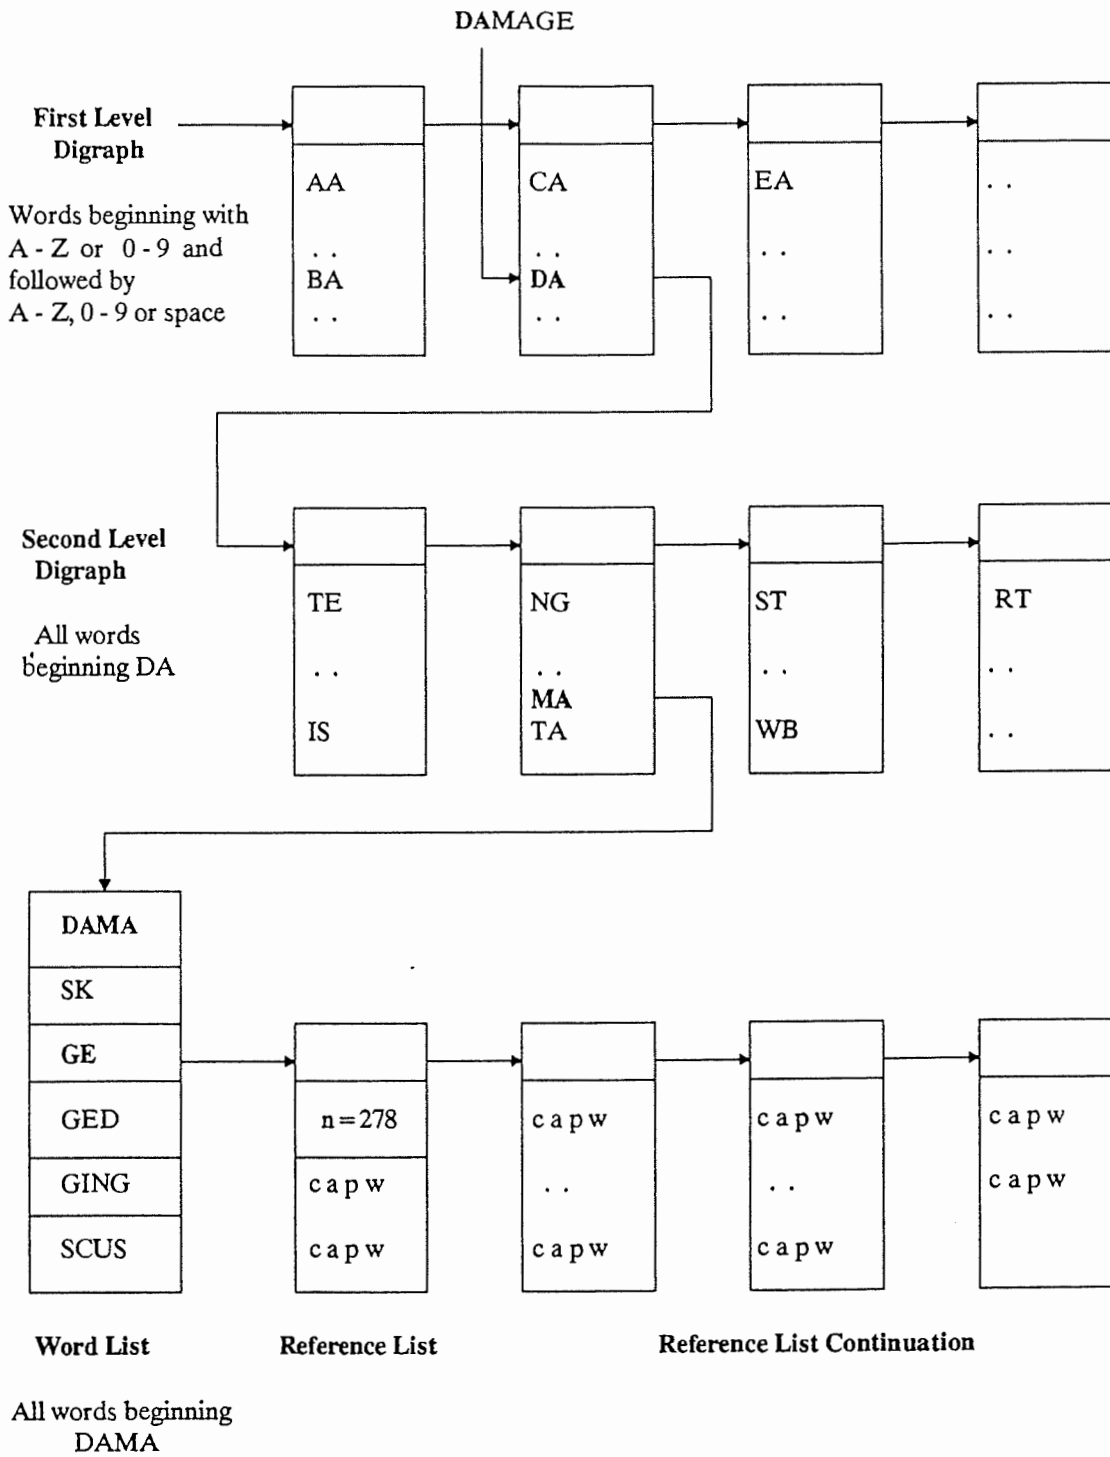 DAMAGE
First Level
Digraph
Words beginning with
A - Z or 0 - 9 and
followed by
A - Z, 0 - 9 or space
AA
. .
BA
. .
CA
. .
DA
. .
EA
. .
. .
. .
. .
. .
Second Level
Digraph
All words
beginning DA
TE
. .
IS
NG
. .
MA
TA
ST
. .
WB
RT
. .
. .
DAMA
SK
GE
GED
GING
SCUS
n=278
c a p w
c a p w
c a p w
. .
c a p w
c a p w
. .
c a p w
c a p w
c a p w
Word List
Reference List
Reference List Continuation
All words beginning
DAMA